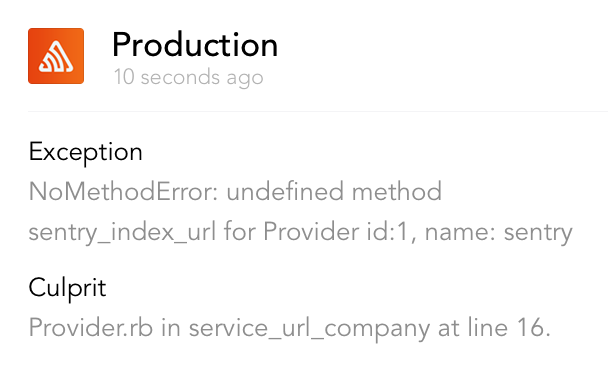 Production
10 seconds ago
Exception
NoMethodError: undefined method
sentry_index_url for Provider id:1, name: sentry
Culprit
Provider.rb in service_url_company at line 16.